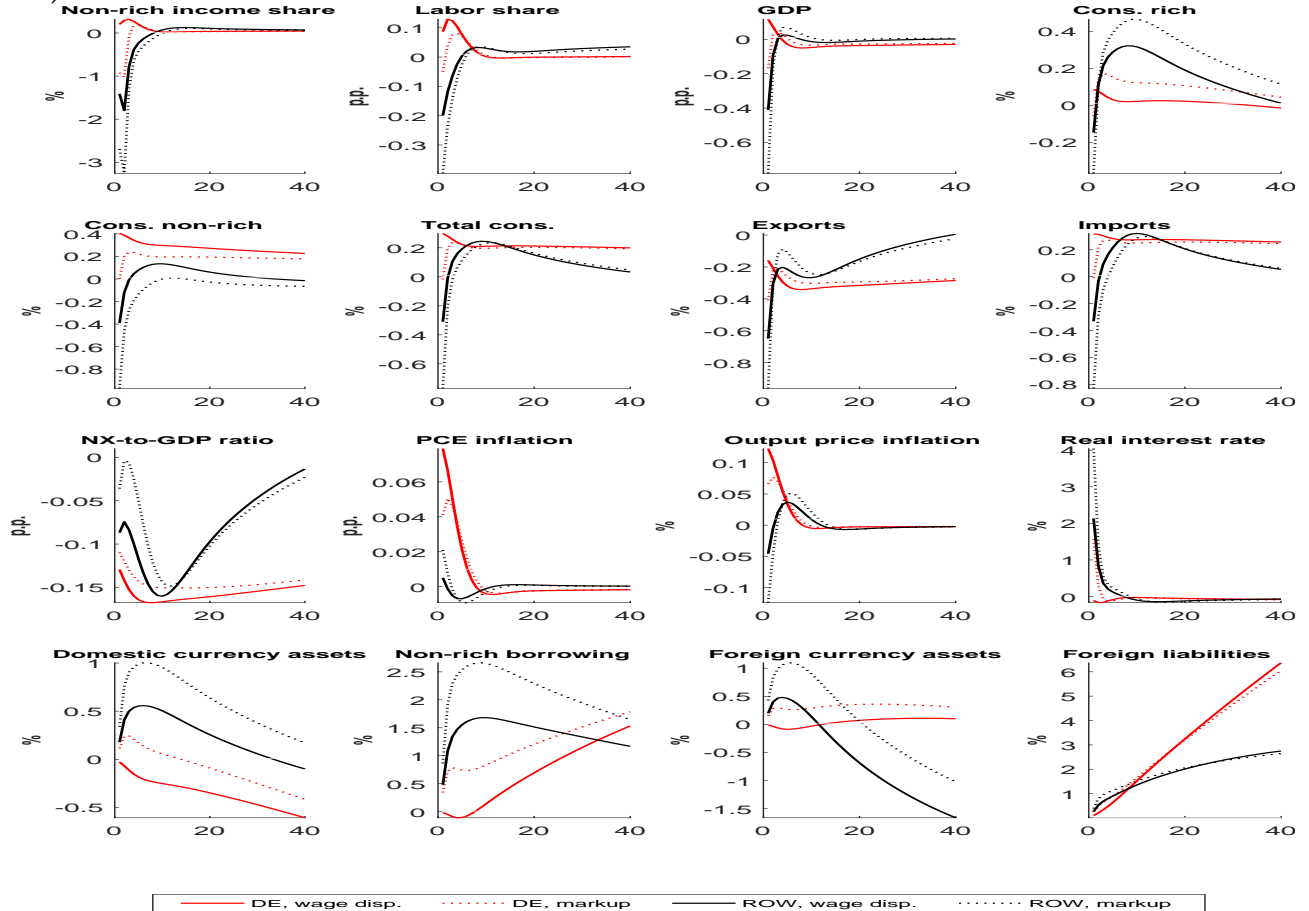 )
Non-rich income share
0
-1
-2
-3
%
0 20 40
Labor share
0.1
0
-0.1
-0.2
-0.3
p.p.
0 20 40
GDP
0
-0.2
-0.4
-0.6
p.p.
0 20 40
Cons. rich
0.4
0.2
0
0.2
%
0 20 40
Cons. non-rich
0.4
0.2
0
-0.2
-0.4
-0.6
-0.8
%
0 20 40
Total cons.
0.2
0
-0.2
-0.4
-0.6
%
0 20 40
Exports
0
-0.2
-0.4
-0.6
-0.8
%
0 20 40
Imports
0.2
0
-0.2
-0.4
-0.6
-0.8
%
0 20 40
NX-to-GDP ratio
0
-0.05
-0.1
-0.15
p.p.
0 20 40
PCE inflation
0.06
0.04
0.02
0
p.p.
0 20 40
Output price inflation
0.1
0.05
0
-0.05
-0.1
%
0 20 40
Real interest rate
4
3
2
1
0
%
0 20 40
Domestic currency assets
1
0.5
0
-0.5
%
0 20 40
Non-rich borrowing
2.5
2
1.5
1
0.5
0
%
0 20 40
Foreign currency assets
1
0.5
0
-0.5
-1
-1.5
%
0 20 40
Foreign liabilities
6
5
4
3
2
1
%
0 20 40
DE, wage disp. DE, markup ROW, wage disp. ROW, markup